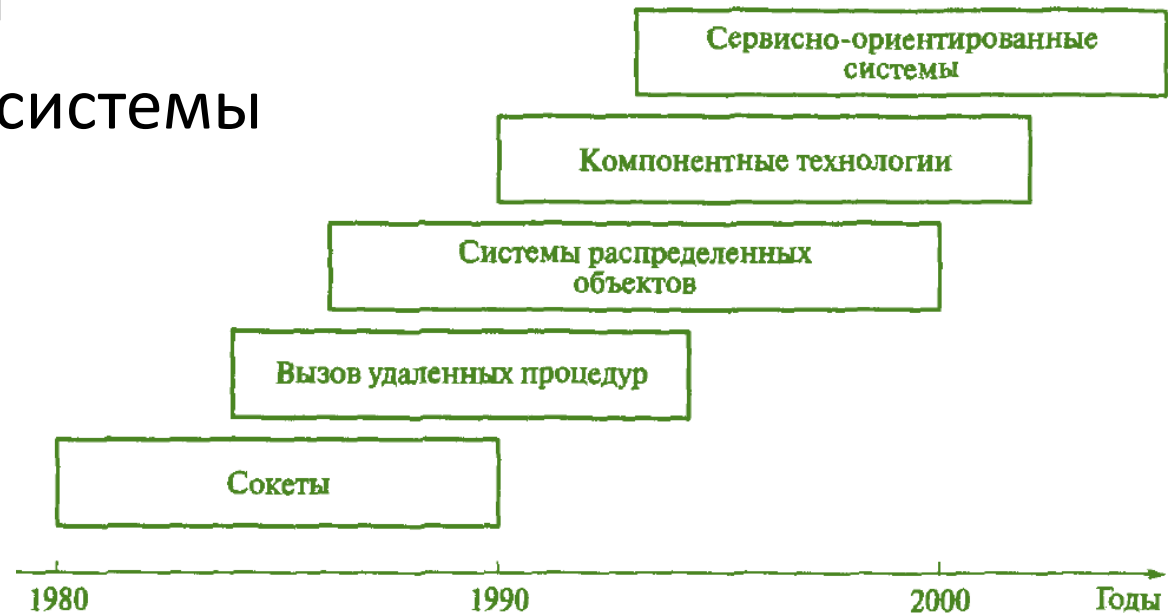 Сервисно-ориентированные
системы
системы
Компонентные технологии
Системы распределенных
объектов
Вызов удаленных процедур
Сокеты
1980
1990
2000
Годы